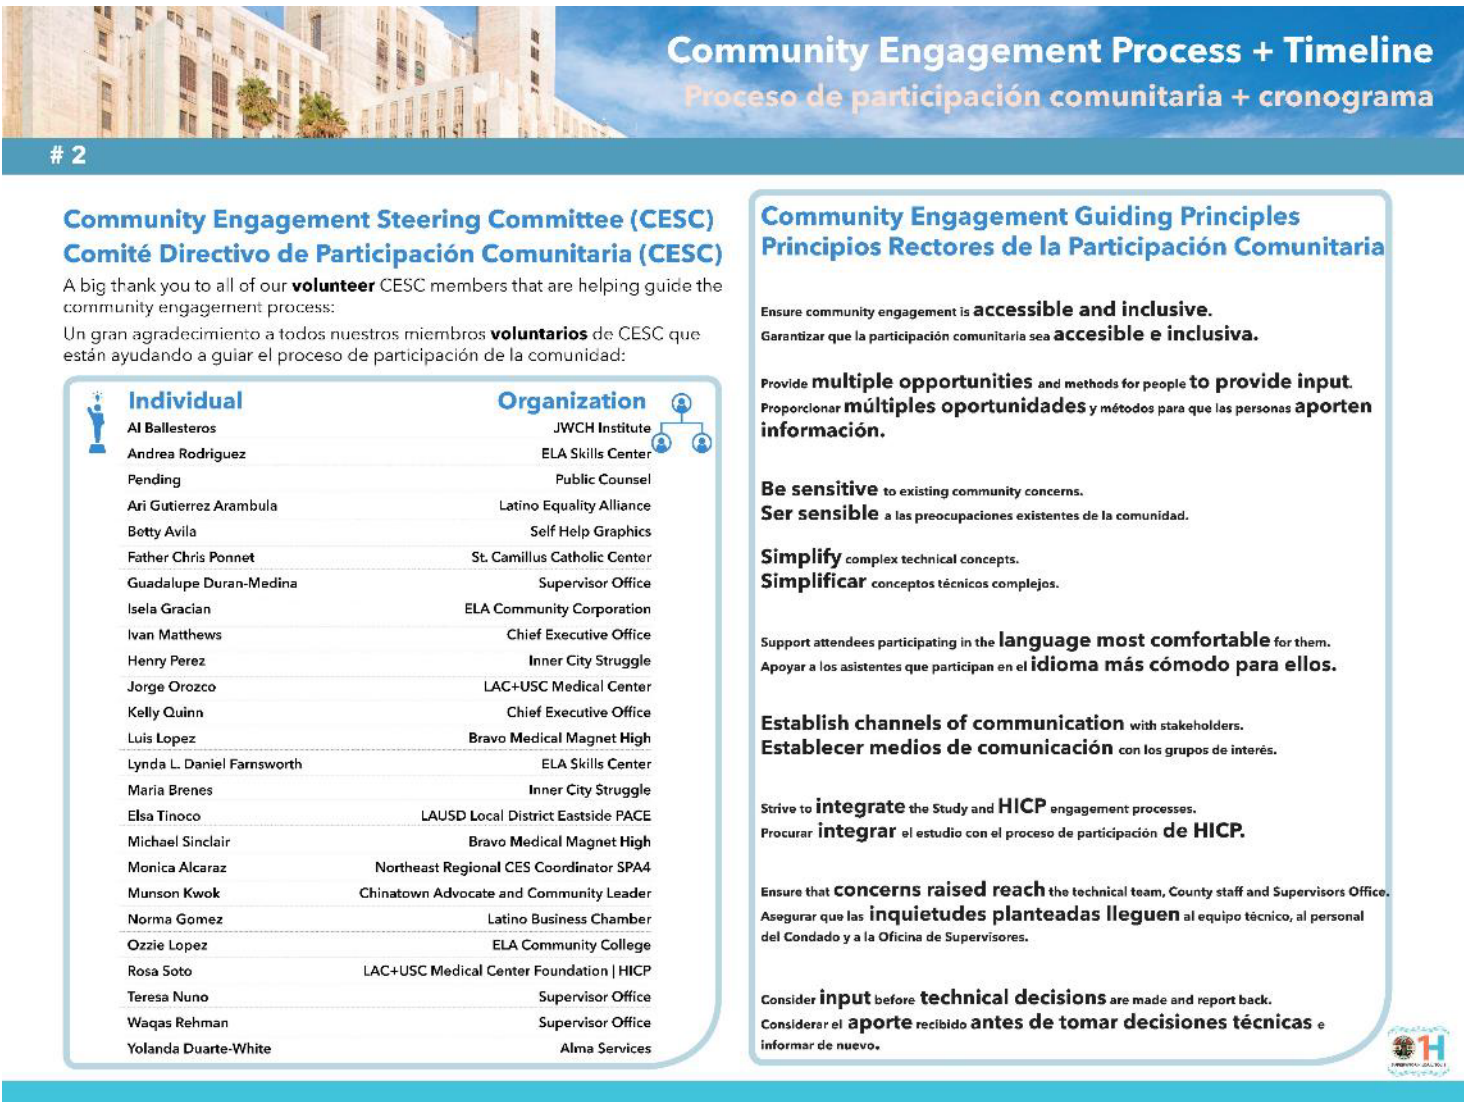 Community Engagement Process + Timeline
Proceso de participación comunitaria + cronograma
# 2
Community Engagement Steering Committee (CESC)
Comité Directivo de Participación Comunitaria (CESC)
A big thank you to all of our volunteer CESC members that are helping guide the
community engagement process:
Un gran agradecimiento a todos nuestros miembros voluntarios de CESC que
están ayudando a guiar el proceso de participación de la comunidad:
Individual Organization
Al Ballesteros JWCH Institute
Andrea Rodriguez ELA Skills Center
Pending Public Counsel
Ari Gutierrez Arambula Latino Equality Alliance
Betty Avila Self Help Graphics
Father Chris Ponnet St. Camillus Catholic Center
Guadalupe Duran-Medina Supervisor Office
Isela Gracian ELA Community Corporation
Ivan Matthews Chief Executive Office
Henry Perez Inner City Struggle
Jorge Orozco LAC+USC Medical Center
Kelly Quinn Chief Executive Office
Luis Lopez Bravo Medical Magnet High
Lynda L. Daniel Farnsworth ELA Skills Center
Maria Brenes Inner City Struggle
Elsa Tinoco LAUSD Local District Eastside PACE
Michael Sinclair Bravo Medical Magnet High
Monica Alcaraz Northeast Regional CES Coordinator SPA4
Munson Kwok Chinatown Advocate and Community Leader
Norma Gomez Latino Business Chamber
Ozzie Lopez ELA Community College
Rosa Soto LAC+USC Medical Center Foundation | HICP
Teresa Nuno Supervisor Office
Waqas Rehman Supervisor Office
Yolanda Duarte-White Alma Services
Community Engagement Guiding Principles
Principios Rectores de la Participación Comunitaria
Ensure community engagement is accessible and inclusive.
Garantizar que la participación comunitaria sea accesible e inclusiva.
Provide multiple opportunities and methods for people to provide input.
Proporcionar múltiples oportunidades y métodos para que las personas aporten
información.
Be sensitive to existing community concerns.
Ser sensible a las preocupaciones existentes de la comunidad.
Simplify complex technical concepts.
Simplificar conceptos técnicos complejos.
Support attendees participating in the language most comfortable for them.
Apoyar a los asistentes que participan en el idioma más cómodo para ellos.
Establish channels of communication with stakeholders.
Establecer medios de comunicación con los grupos de interés.
Strive to integrate the Study and HICP engagement processes.
Procurar integrar el estudio con el proceso de participación de HICP.
Ensure that concerns raised reach the technical team, County staff and Supervisors Office.
Asegurar que las inquietudes planteadas lleguen al equipo técnico, al personal
del Condado y a la Oficina de Supervisores.
Consider input before technical decisions are made and report back.
Considerar el aporte recibido antes de tomar decisiones técnicas e
informar de nuevo.
1H